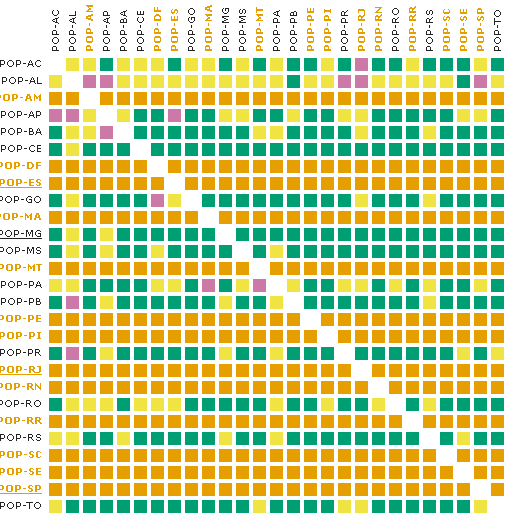 POP-AC
POP-AL
POP-AM
POP-AP
POP-BA
POP-CE
POP-DF
POP-ES
POP-GO
POP-MA
POP-MG
POP-MS
POP-MT
POP-PA
POP-PB
POP-PE
POP-PI
POP-PR
POP-RJ
POP-RN
POP-RO
POP-RR
POP-RS
POP-SC
POP-SE
POP-SP
POP-TO
POP-AC
POP-AL
POP-AM
POP-AP
POP-BA
POP-CE
POP-DF
POP-ES
POP-GO
POP-MA
POP-MG
POP-MS
POP-MT
POP-PA
POP-PB
POP-PE
POP-PI
POP-PR
POP-RJ
POP-RN
POP-RO
POP-RR
POP-RS
POP-SC
POP-SE
POP-SP
POP-TO